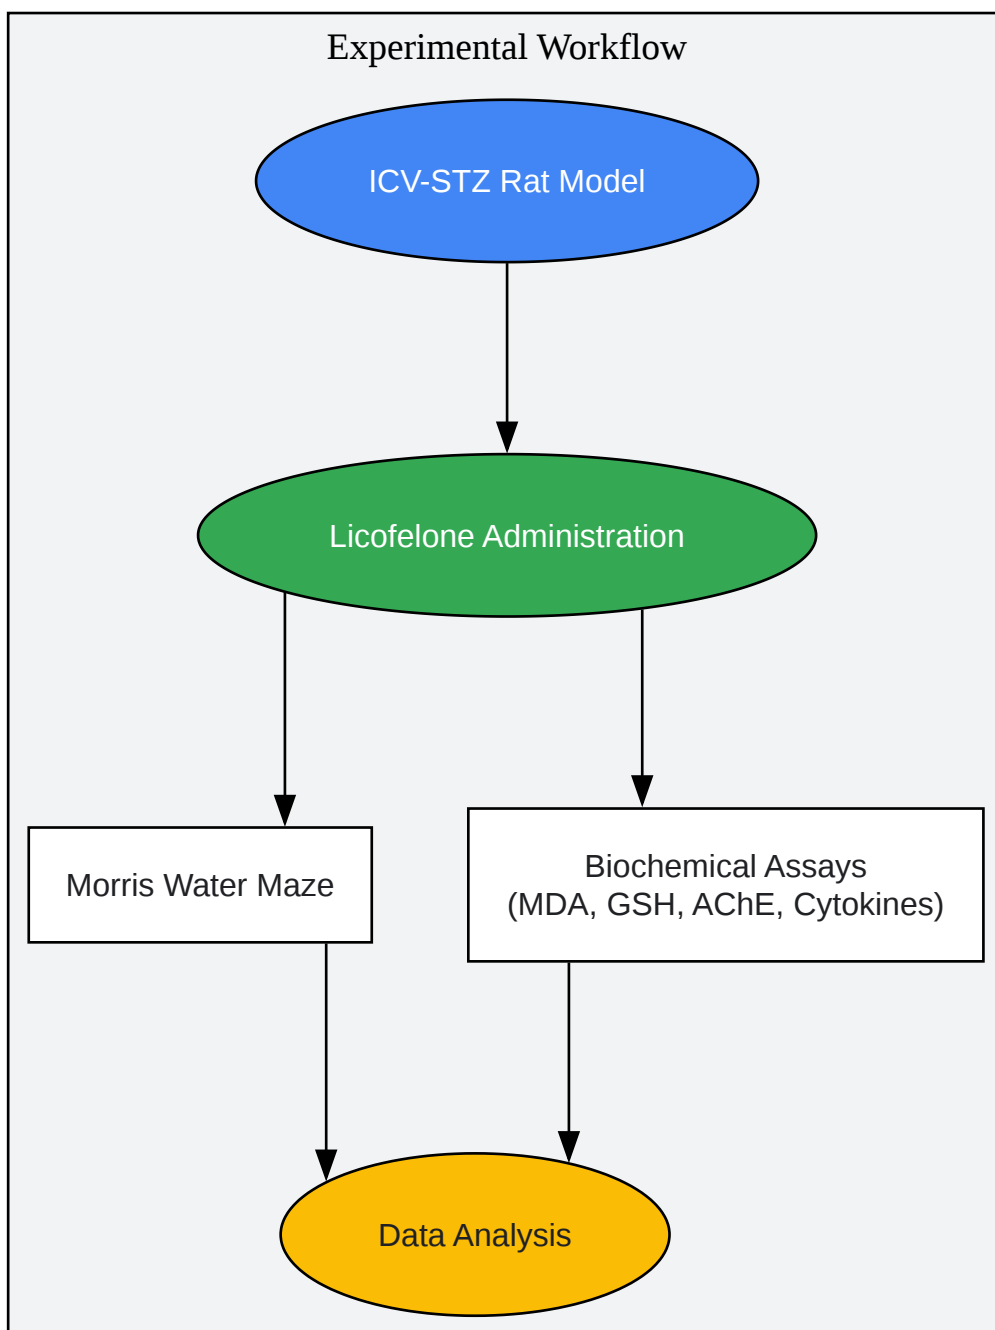 Experimental Workflow
ICV-STZ Rat Model
Licofelone Administration
Morris Water Maze
Biochemical Assays
(MDA, GSH, AChE, Cytokines)
Data Analysis